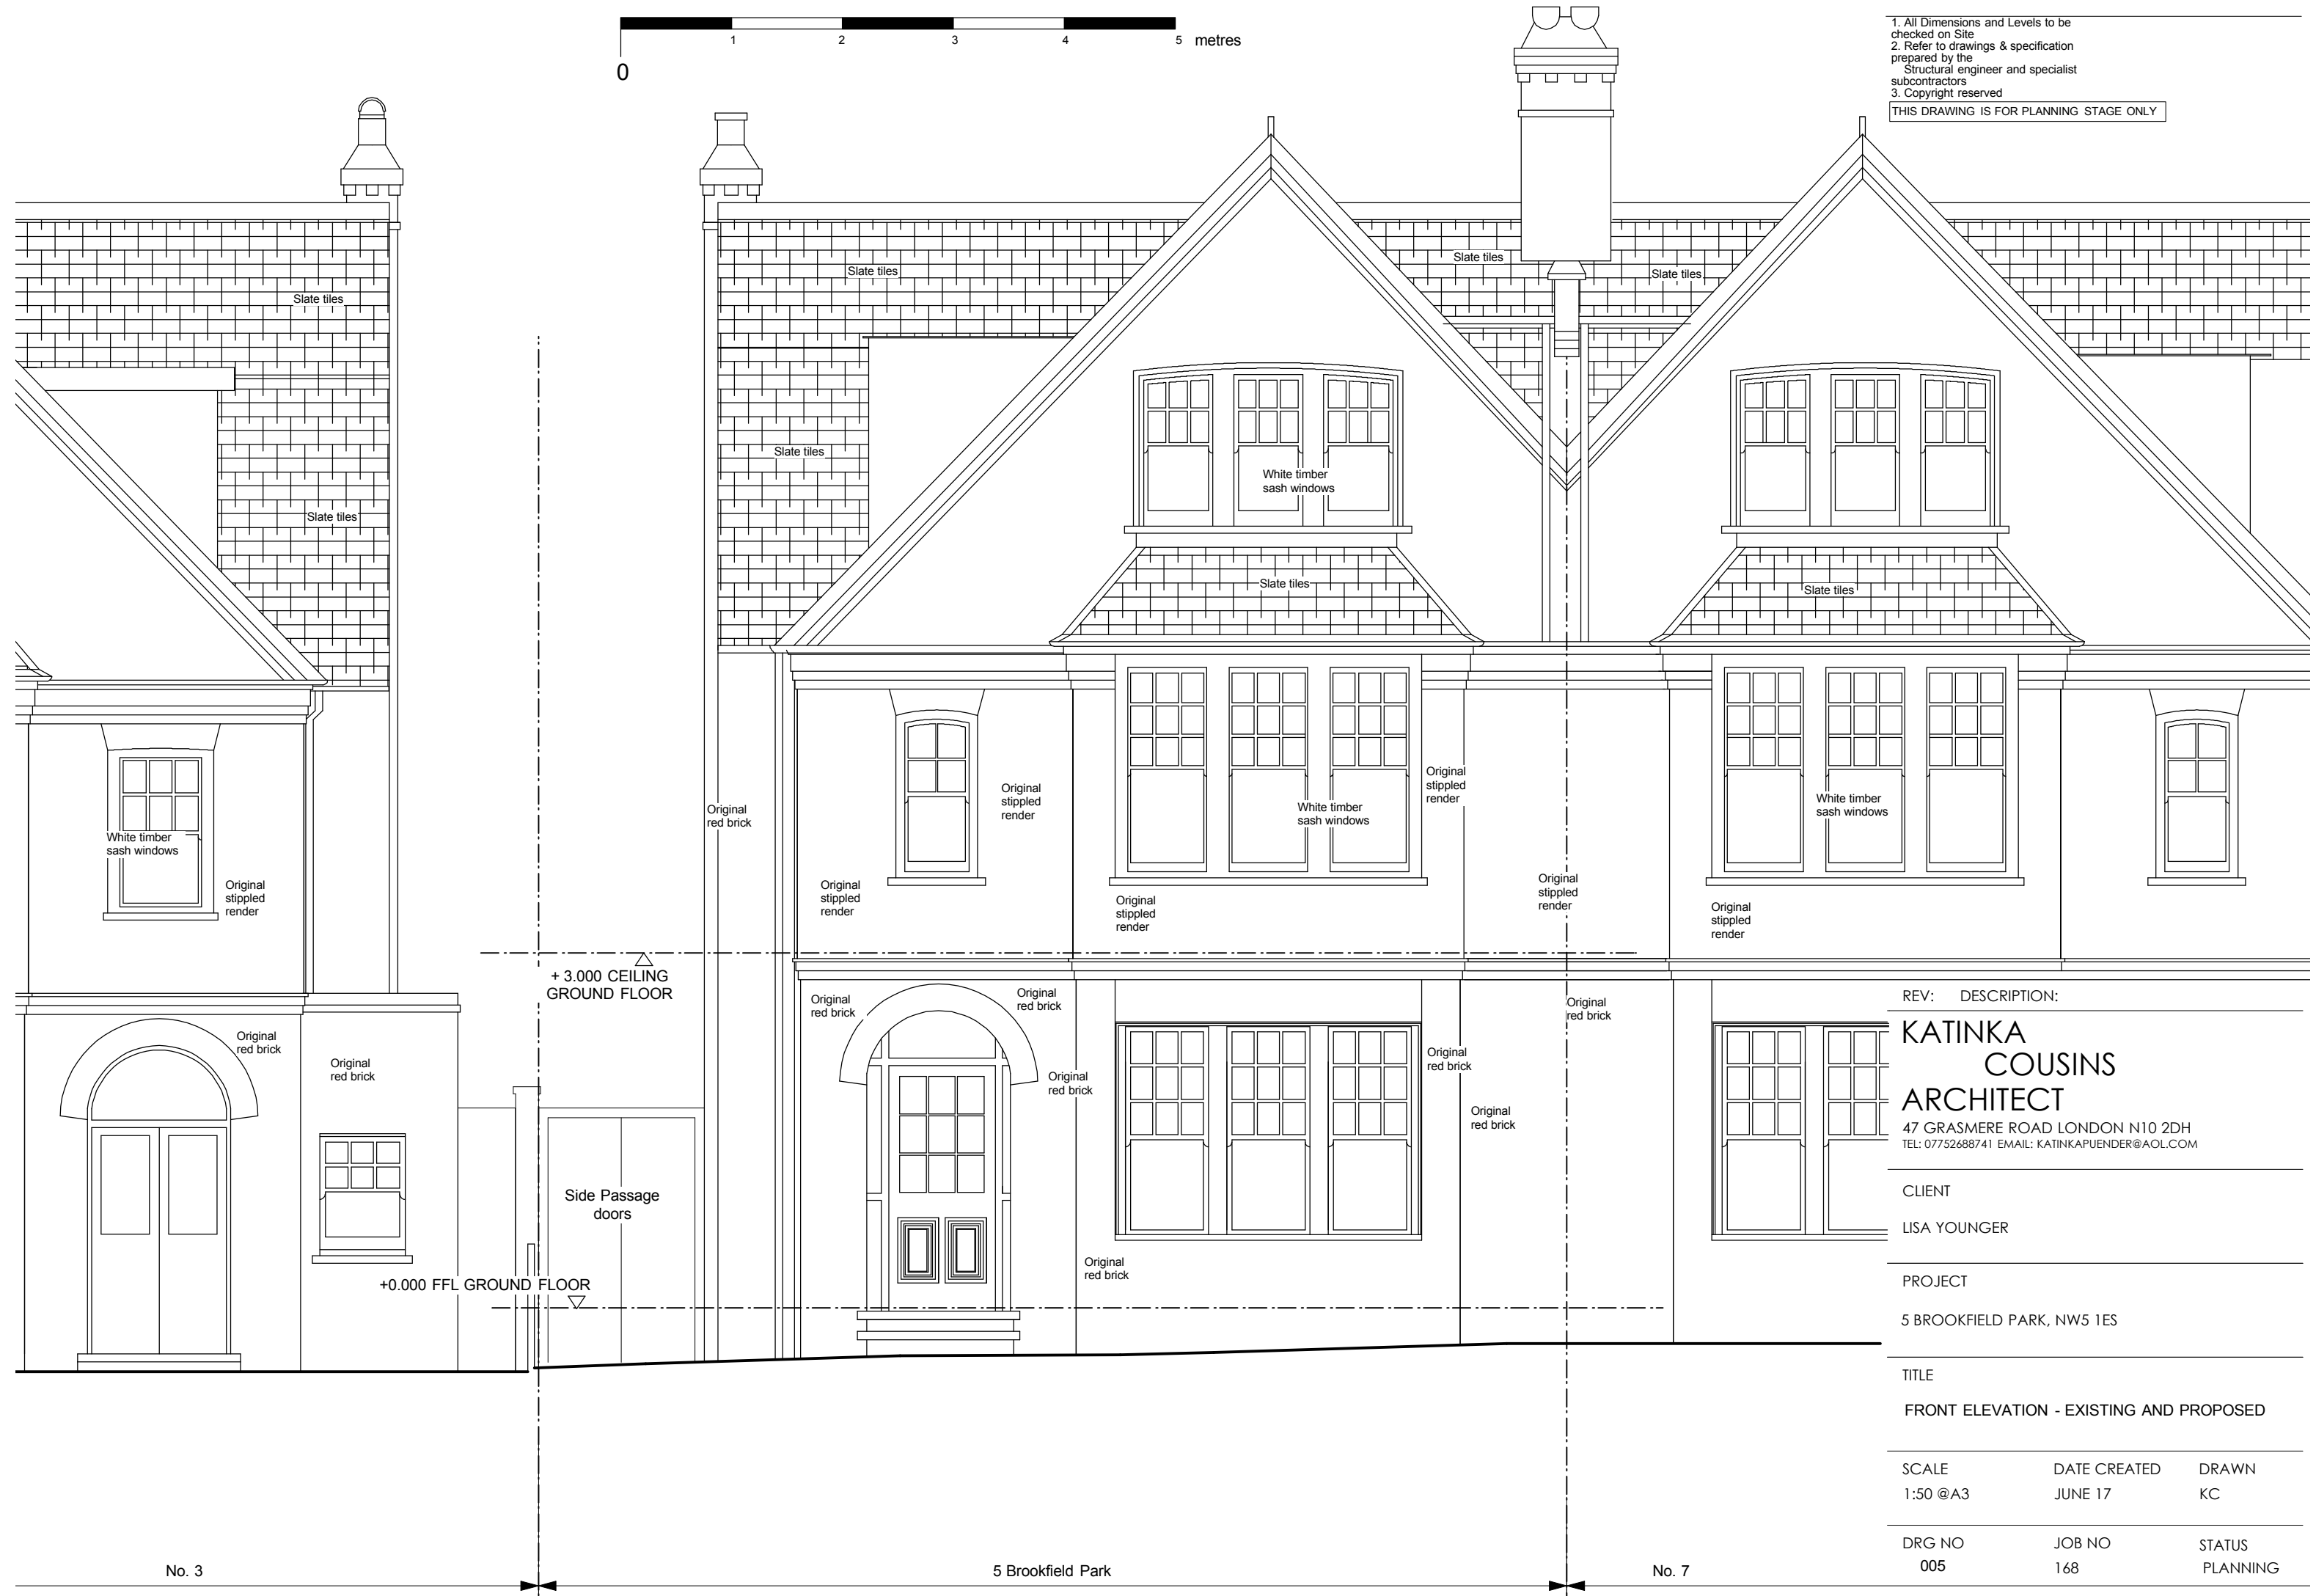 0
1
2
3
4
5 metres
1. All Dimensions and Levels to be
checked on Site
2. Refer to drawings & specification
prepared by the
Structural engineer and specialist
subcontractors
3. Copyright reserved
THIS DRAWING IS FOR PLANNING STAGE ONLY
Slate tiles
Slate tiles
Slate tiles
Slate tiles
Slate tiles
Slate tiles
Slate tiles
White timber
sash windows
Slate tiles
Slate tiles
White timber
sash windows
Original
stippled
render
Original
red brick
Original
stippled
render
Original
stippled
render
Original
stippled
render
White timber
sash windows
Original
stippled
render
Original
stippled
render
White timber
sash windows
Original
stippled
render
+ 3.000 CEILING
GROUND FLOOR
Original
red brick
Original
red brick
Original
red brick
Original
red brick
Original
red brick
Original
red brick
Original
red brick
Original
red brick
Original
red brick
Side Passage
doors
+0.000 FFL GROUND FLOOR
No. 3
5 Brookfield Park
No. 7
REV: DESCRIPTION:
KATINKA
COUSINS
ARCHITECT
47 GRASMERE ROAD LONDON N10 2DH
TEL: 07752688741 EMAIL: KATINKAPUENDER@AOL.COM
CLIENT
LISA YOUNGER
PROJECT
5 BROOKFIELD PARK, NW5 1ES
TITLE
FRONT ELEVATION - EXISTING AND PROPOSED
SCALE DATE CREATED DRAWN
1:50 @A3 JUNE 17 KC
DRG NO JOB NO STATUS
005 168 PLANNING